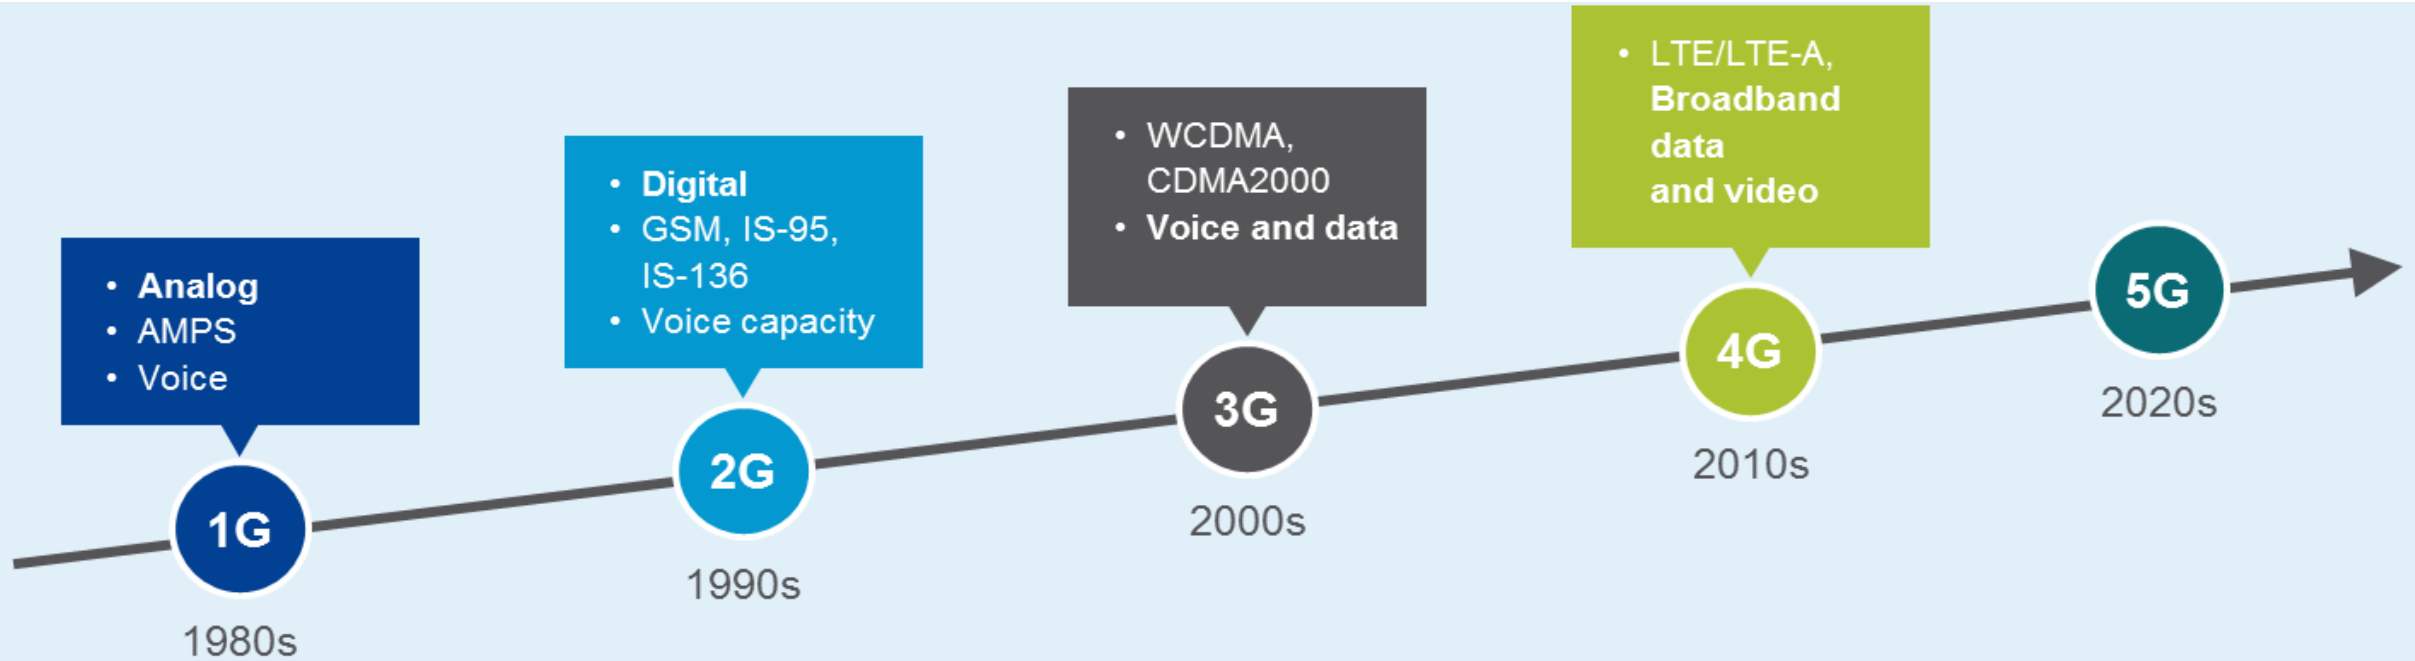 • Analog
• AMPS
• Voice
1G
1980s
• Digital
• GSM, IS-95,
IS-136
• Voice capacity
2G
1990s
• WCDMA,
CDMA2000
• Voice and data
3G
2000s
• LTE/LTE-A,
Broadband
data
and video
4G
2010s
5G
2020s